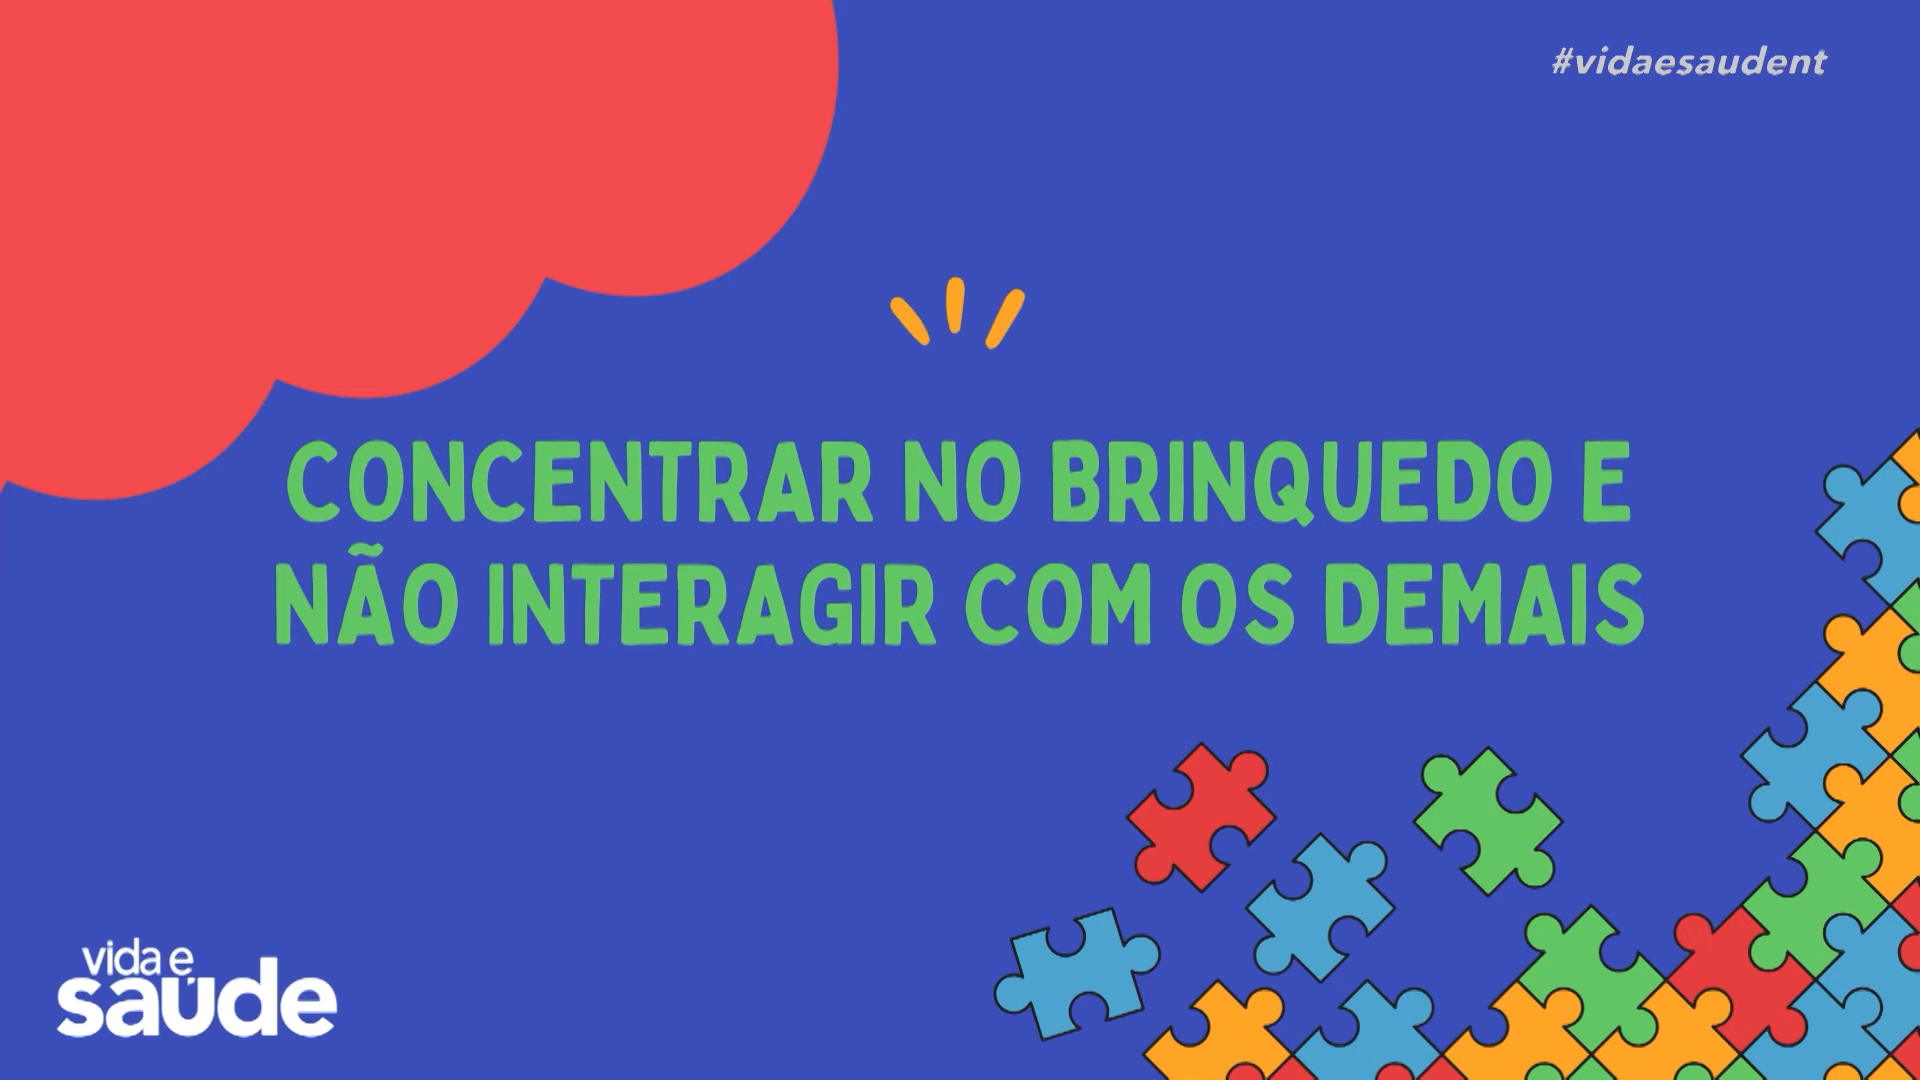 #vidaesaudent
CONCENTRAR NO BRINQUEDO E
NÃO INTERAGIR COM OS DEMAIS
vida e
saúde